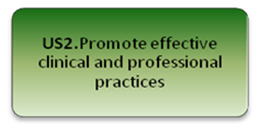 US2.Promote effective
clinical and professional
practices